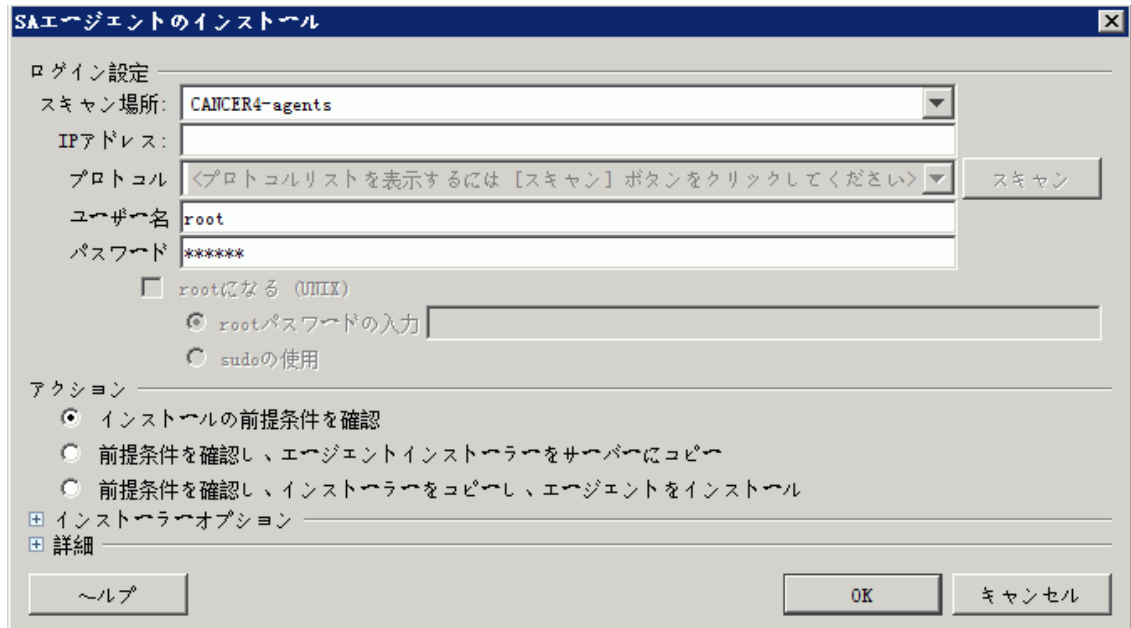 SAエージェントのインストール
ログイン設定
スキャン場所: CANCER4-agents
IPアドレス:
プロトコル <プロトコルリストを表示するには [スキャン] ボタンをクリックしてください> スキャン
ユーザー名 root
パスワード ******
rootになる (UNIX)
rootパスワードの入力
sudoの使用
アクション
インストールの前提条件を確認
前提条件を確認し、エージェントインストーラーをサーバーにコピー
前提条件を確認し、インストーラーをコピーし、エージェントをインストール
インストーラーオプション
詳細
ヘルプ OK キャンセル